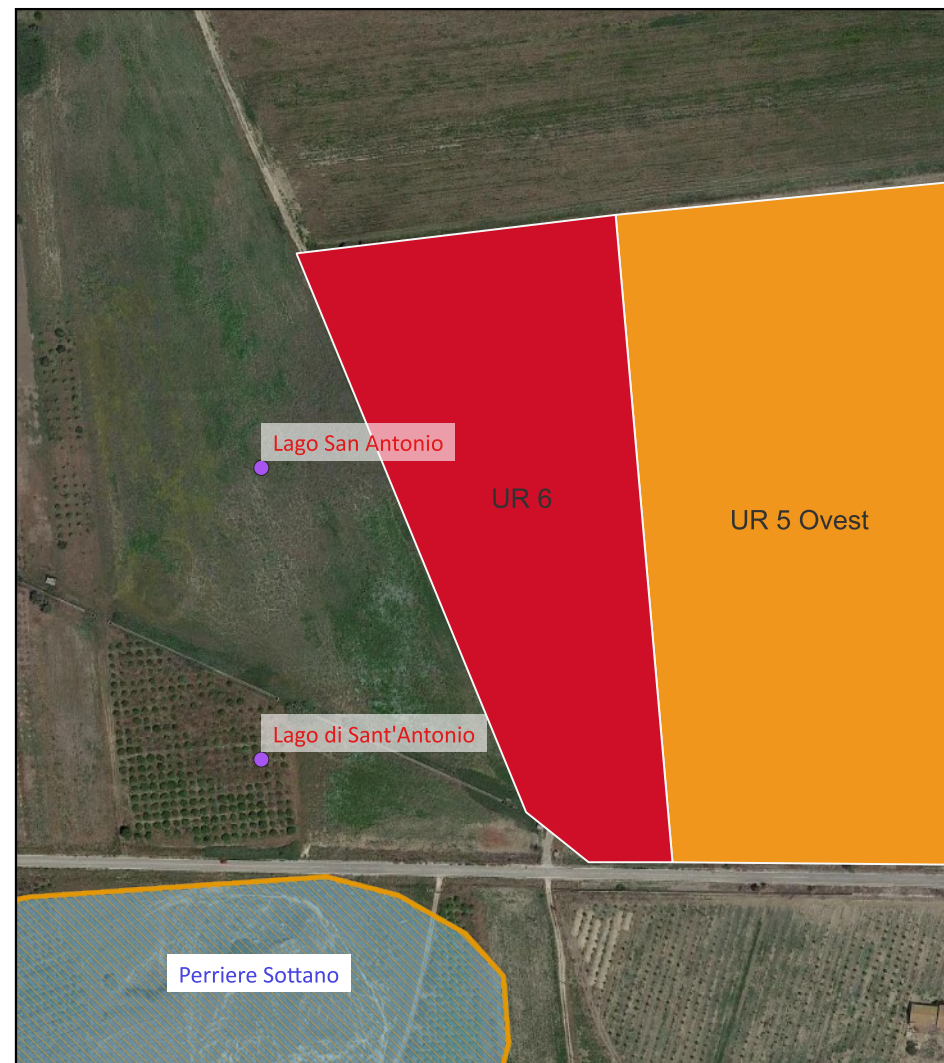 Lago San Antonio
UR 6
UR 5 Ovest
Lago di Sant'Antonio
Perriere Sottano